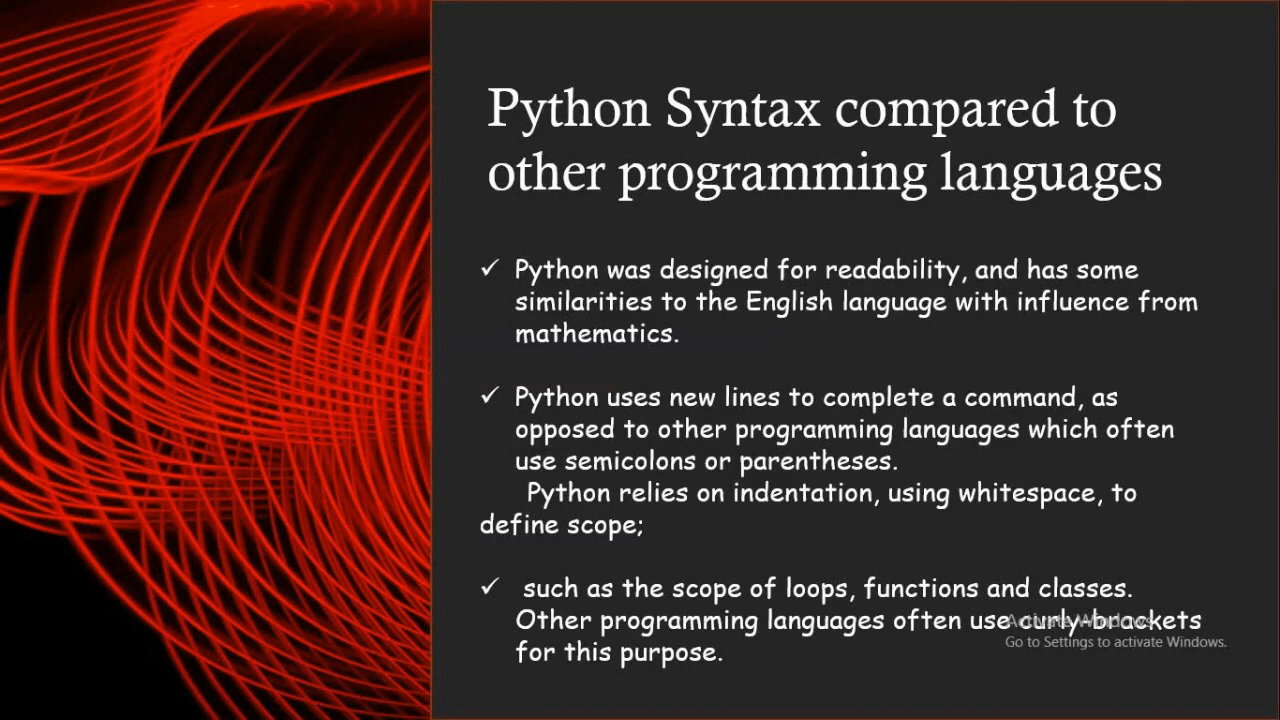 Python Syntax compared to
other programming languages
✓ Python was designed for readability, and has some
similarities to the English language with influence from
mathematics.
✓ Python uses new lines to complete a command, as
opposed to other programming languages which often
use semicolons or parentheses.
Python relies on indentation, using whitespace, to
define scope;
✓ such as the scope of loops, functions and classes.
Other programming languages often use curly-brackets
for this purpose.
Activate Windows
Go to Settings to activate Windows.